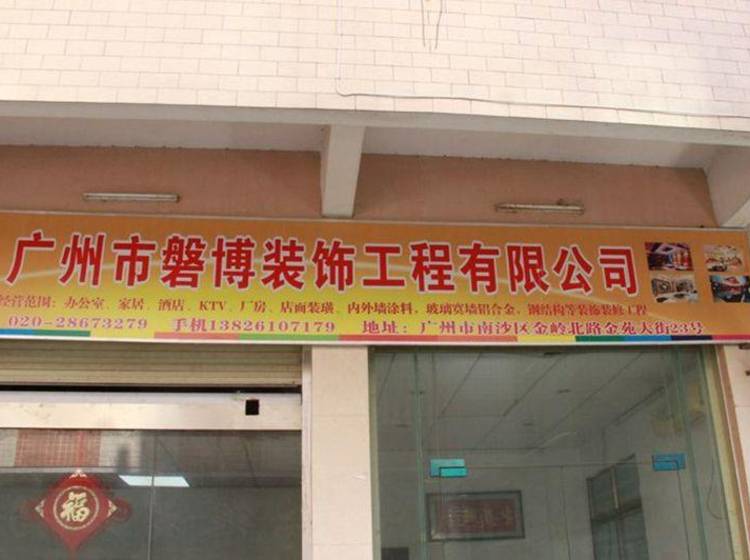 广州市磐博装饰工程有限公司
经营范围:办公室、家居、酒店、KTV、厂房、店面装璜、内外墙涂料,玻璃寞墙铝合金、钢结构等装饰装修工程
020-28673279 手机13826107179 地址:广州市南沙区金岭北路金苑大街23号
福